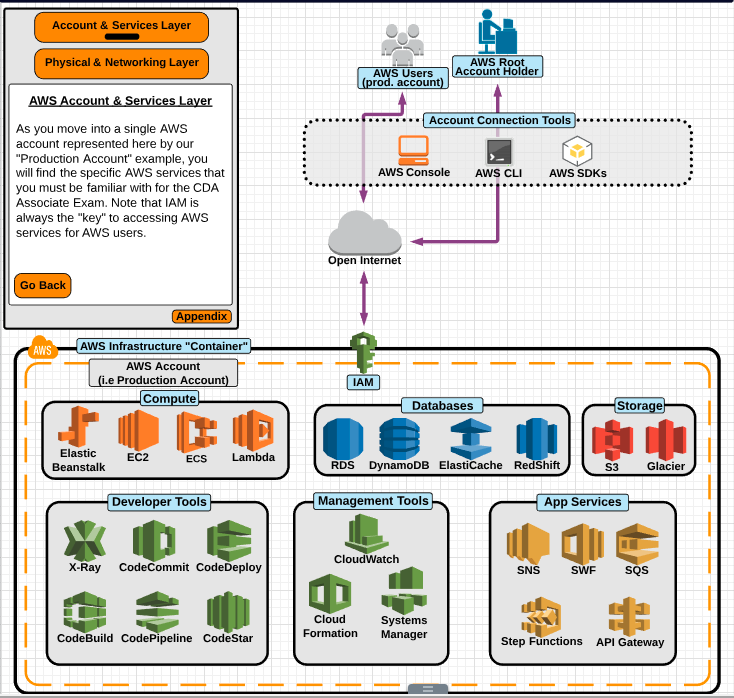 Account & Services Layer
Physical & Networking Layer
AWS Account & Services Layer
As you move into a single AWS
account represented here by our
"Production Account" example, you
will find the specific AWS services that
you must be familiar with for the CDA
Associate Exam. Note that IAM is
always the "key" to accessing AWS
services for AWS users.
Go Back
Appendix
AWS Users
(prod. account)
AWS Root
Account Holder
Account Connection Tools
AWS Console
AWS CLI
AWS SDKs
Open Internet
AWS
AWS Infrastructure "Container"
AWS Account
(i.e Production Account)
IAM
Compute
Elastic
Beanstalk
EC2
ECS
Lambda
Databases
RDS
DynamoDB
ElastiCache
RedShift
Storage
S3
Glacier
Developer Tools
X-Ray
CodeCommit
CodeDeploy
CodeBuild
CodePipeline
CodeStar
Management Tools
CloudWatch
Cloud
Formation
Systems
Manager
App Services
SNS
SWF
SQS
Step Functions
API Gateway